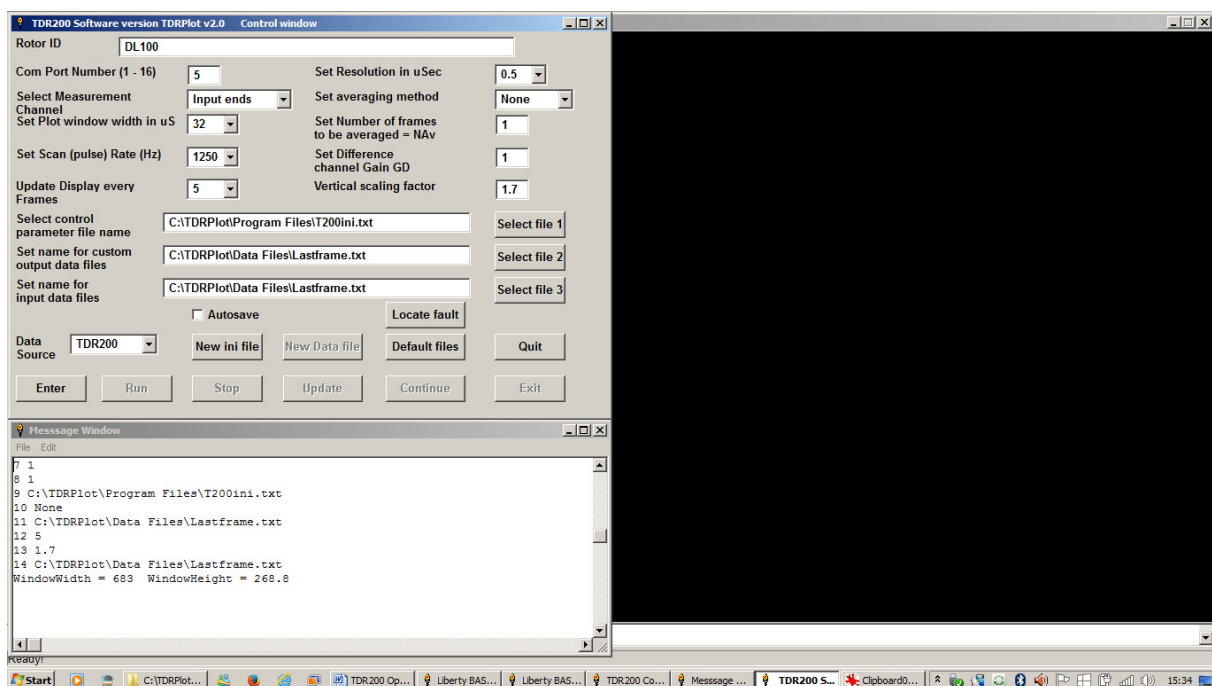 TDR200 Software version TDRPlot v2.0 Control window
Rotor ID DL100
Com Port Number (1 - 16) 5 Set Resolution in uSec 0.5
Select Measurement Channel Input ends Set averaging method None
Set Plot window width in uS 32 Set Number of frames to be averaged = NAv 1
Set Scan (pulse) Rate (Hz) 1250 Set Difference channel Gain GD 1
Update Display every Frames 5 Vertical scaling factor 1.7
Select control parameter file name C:\TDRPlot\Program Files\T200ini.txt Select file 1
Set name for custom output data files C:\TDRPlot\Data Files\Lastframe.txt Select file 2
Set name for input data files C:\TDRPlot\Data Files\Lastframe.txt Select file 3
Autosave Locate fault
Data Source TDR200 New ini file New Data file Default files Quit
Enter Run Stop Update Continue Exit
Messsage Window
File Edit
7 1
8 1
9 C:\TDRPlot\Program Files\T200ini.txt
10 None
11 C:\TDRPlot\Data Files\Lastframe.txt
12 5
13 1.7
14 C:\TDRPlot\Data Files\Lastframe.txt
WindowWidth = 683 WindowHeight = 268.8
Ready!
Start C:\TDRPlot... TDR200 Op... Liberty BAS... Liberty BAS... TDR200 Co... Messsage ... TDR200 S... Clipboard0... 15:34